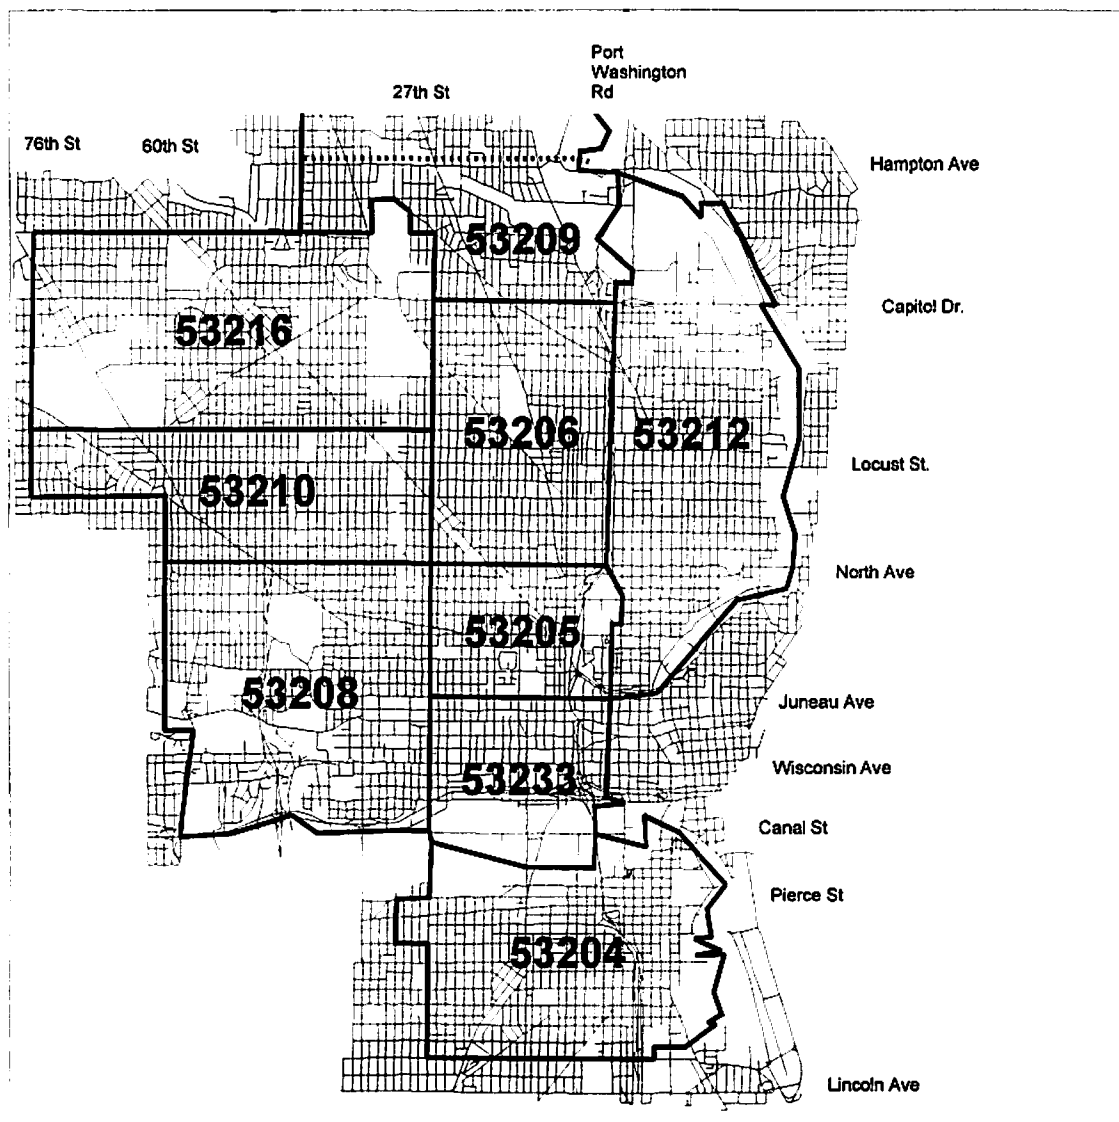 Port
Washington
Rd
27th St
76th St
60th St
Hampton Ave
53209
Capitol Dr.
53216
53206
53212
Locust St.
53210
North Ave
53205
53208
Juneau Ave
Wisconsin Ave
53233
Canal St
Pierce St
53204
Lincoln Ave